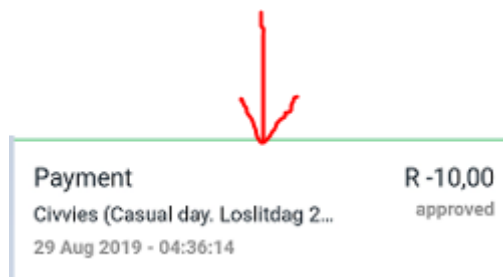 Payment R -10,00
Civvies (Casual day. Loslitdag 2... approved
29 Aug 2019 - 04:36:14